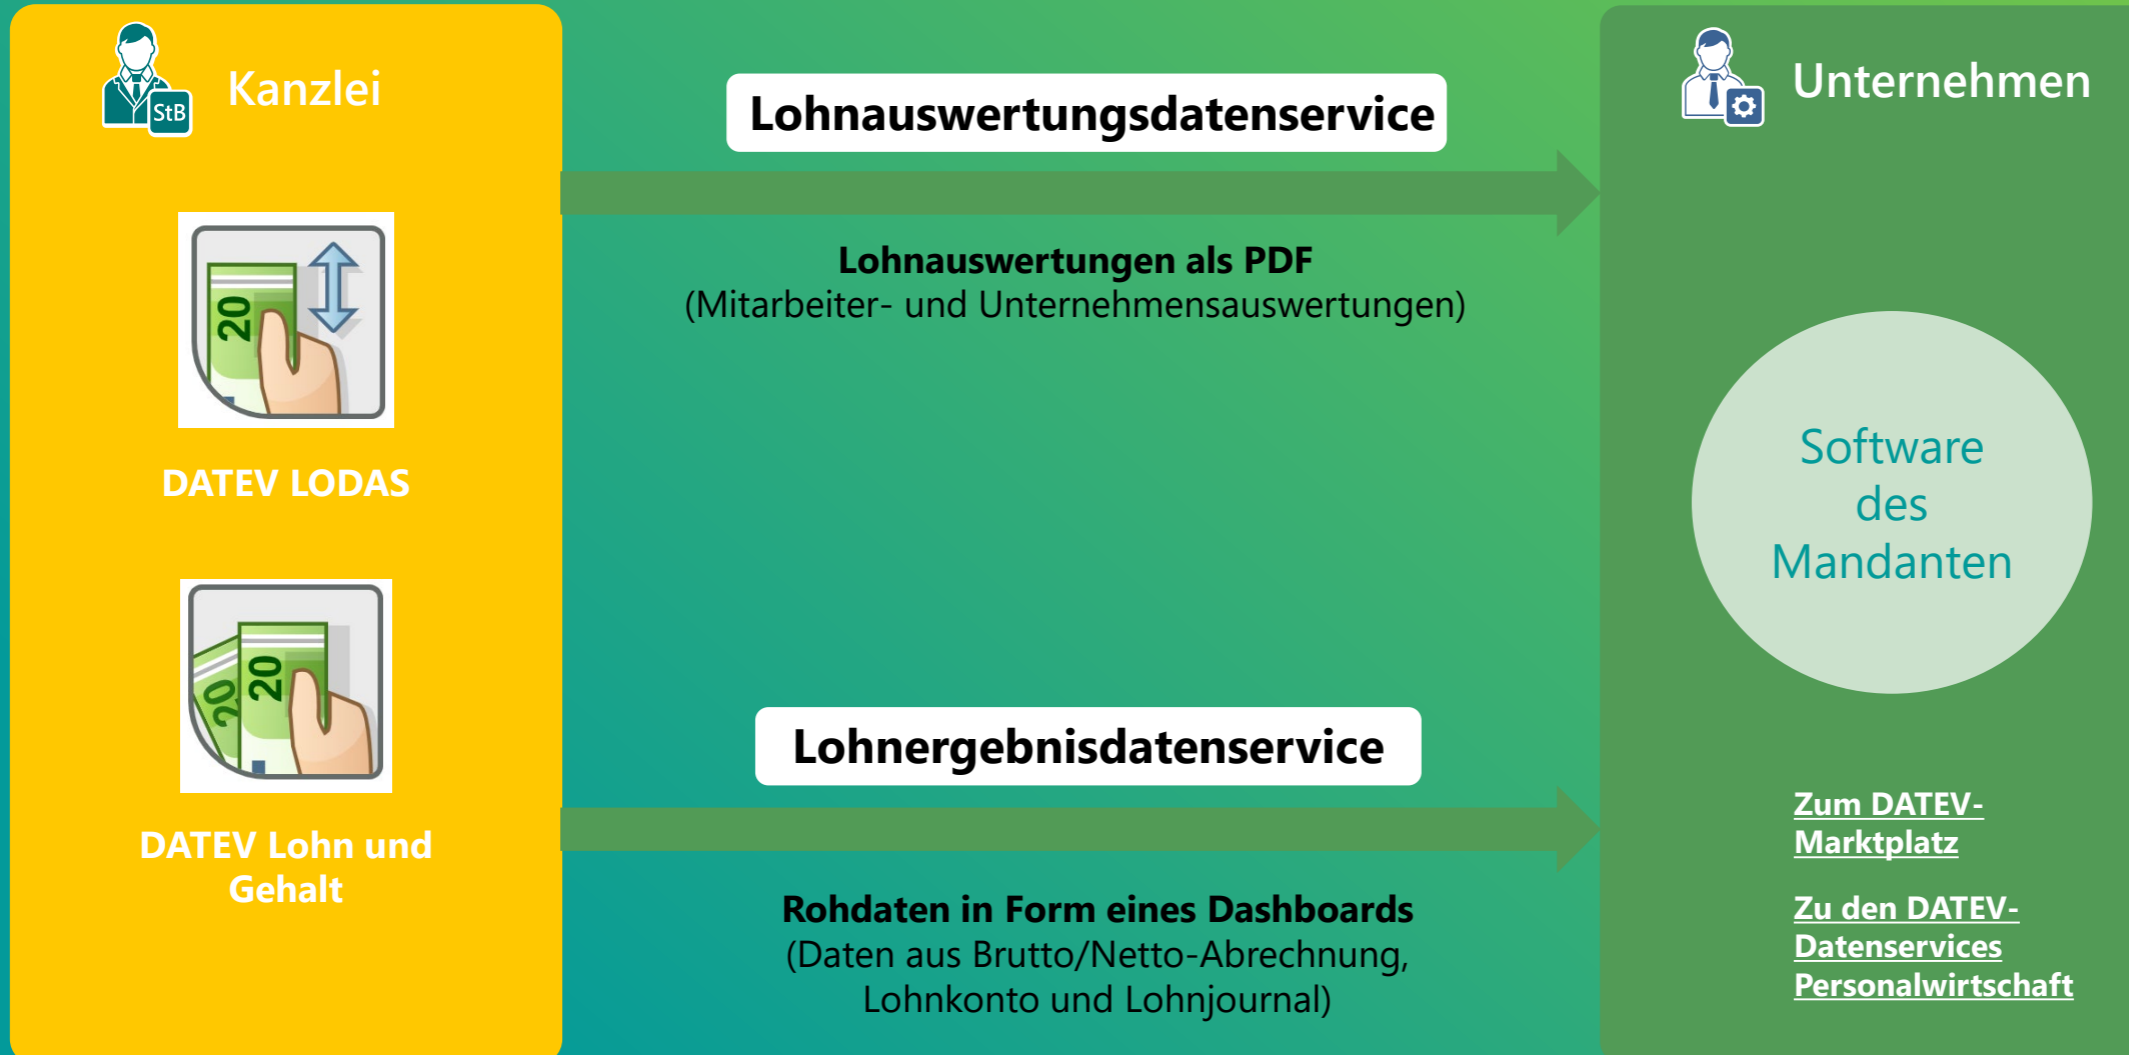 StB
Kanzlei
20
DATEV LODAS
20
20
DATEV Lohn und
Gehalt
Lohnauswertungsdatenservice
Lohnauswertungen als PDF
(Mitarbeiter- und Unternehmensauswertungen)
Lohnergebnisdatenservice
Rohdaten in Form eines Dashboards
(Daten aus Brutto/Netto-Abrechnung,
Lohnkonto und Lohnjournal)
Unternehmen
Software
des
Mandanten
Zum DATEV-
Marktplatz
Zu den DATEV-
Datenservices
Personalwirtschaft